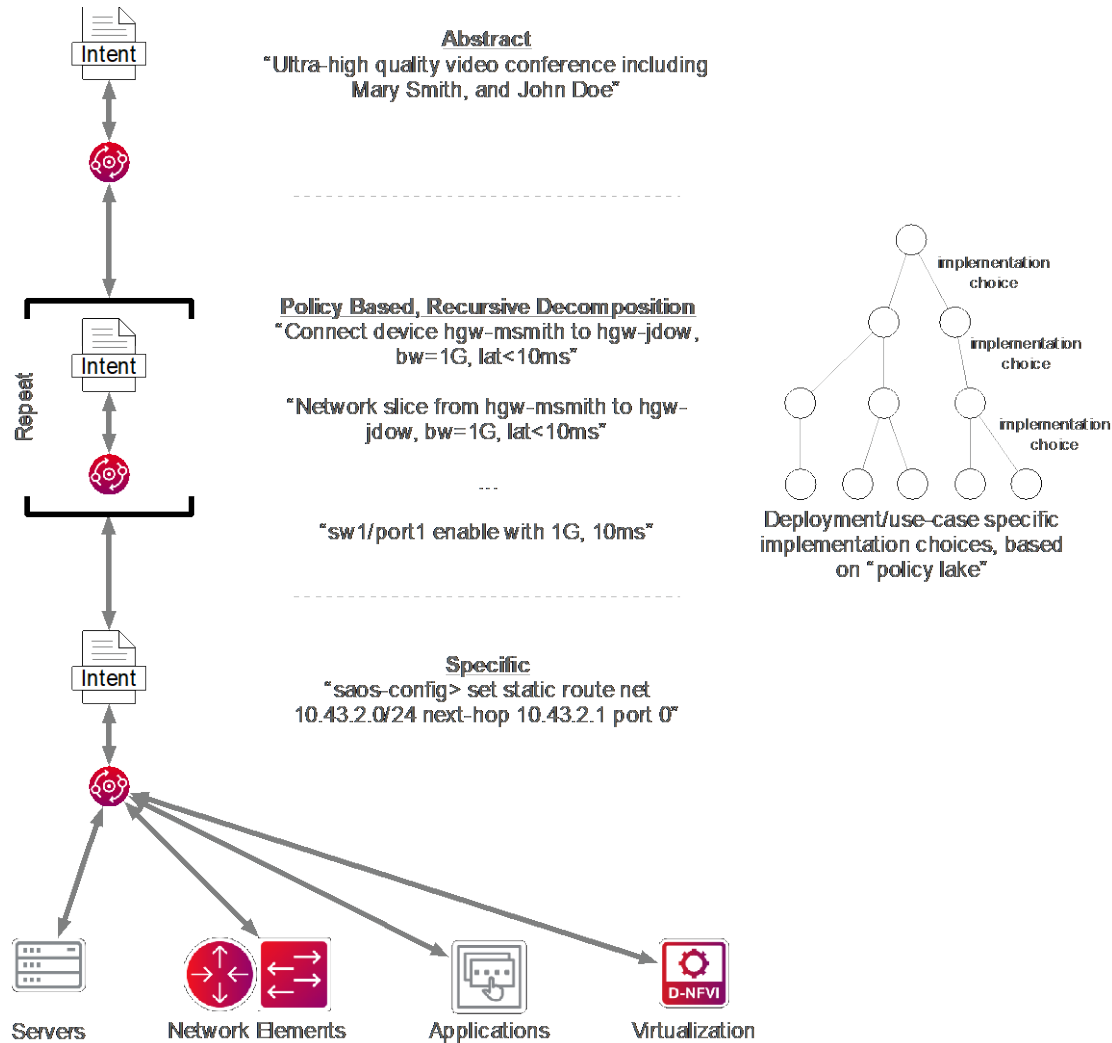 Intent
Abstract
“Ultra-high quality video conference including
Mary Smith, and John Doe”
Repeat
Intent
Policy Based, Recursive Decomposition
“Connect device hgw-msmith to hgw-jdow,
bw=1G, lat<10ms”
“Network slice from hgw-msmith to hgw-
jdow, bw=1G, lat<10ms”
...
“sw1/port1 enable with 1G, 10ms”
implementation
choice
implementation
choice
implementation
choice
Deployment/use-case specific
implementation choices, based
on “policy lake”
Intent
Specific
“saos-config> set static route net
10.43.2.0/24 next-hop 10.43.2.1 port 0”
D-NFVI
Servers
Network Elements
Applications
Virtualization